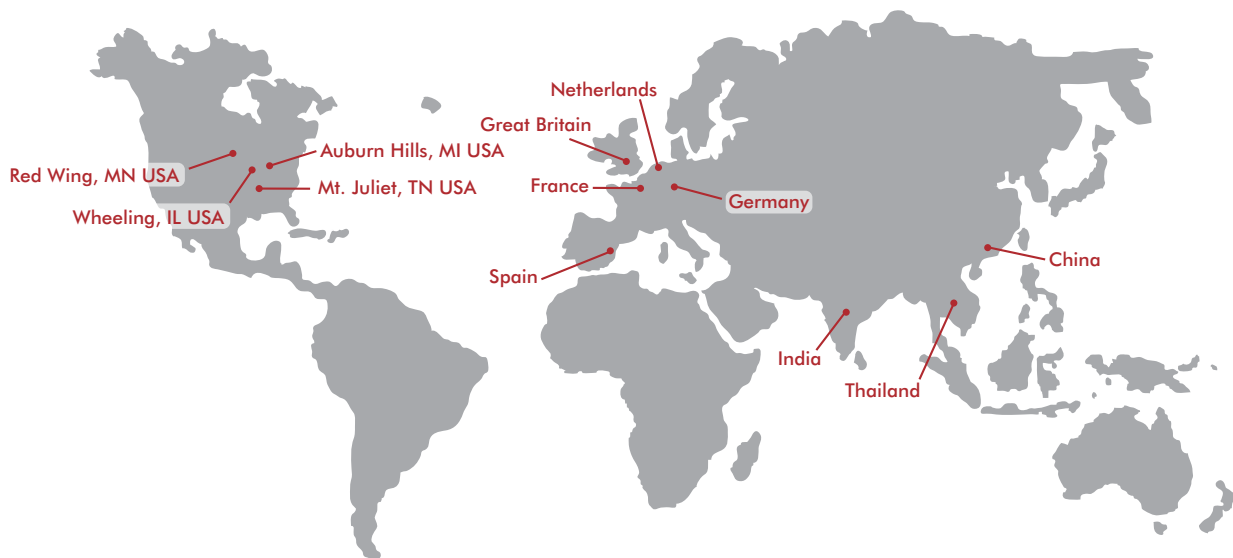 Netherlands
Great Britain
Auburn Hills, MI USA
Red Wing, MN USA
France
Mt. Juliet, TN USA
Germany
Wheeling, IL USA
China
Spain
India
Thailand